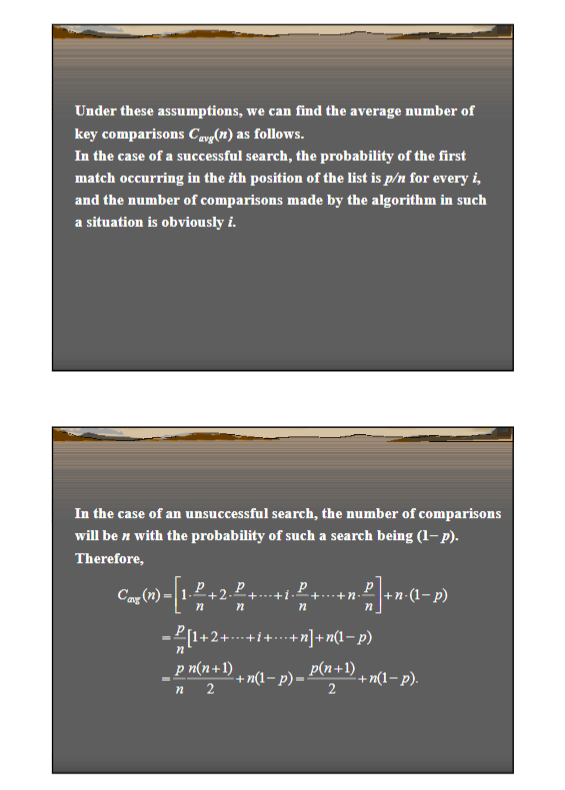 Under these assumptions, we can find the average number of
key comparisons C_avg(n) as follows.
In the case of a successful search, the probability of the first
match occurring in the ith position of the list is p/n for every i,
and the number of comparisons made by the algorithm in such
a situation is obviously i.
In the case of an unsuccessful search, the number of comparisons
will be n with the probability of such a search being (1− p).
Therefore,
C_avg (n) = [1·p/n + 2·p/n + ··· + i·p/n + ··· + n·p/n] + n·(1− p)
= p/n [1+2+···+i+···+n]+n(1− p)
= p/n n(n+1)/2 + n(1− p) = p(n+1)/2 + n(1− p).